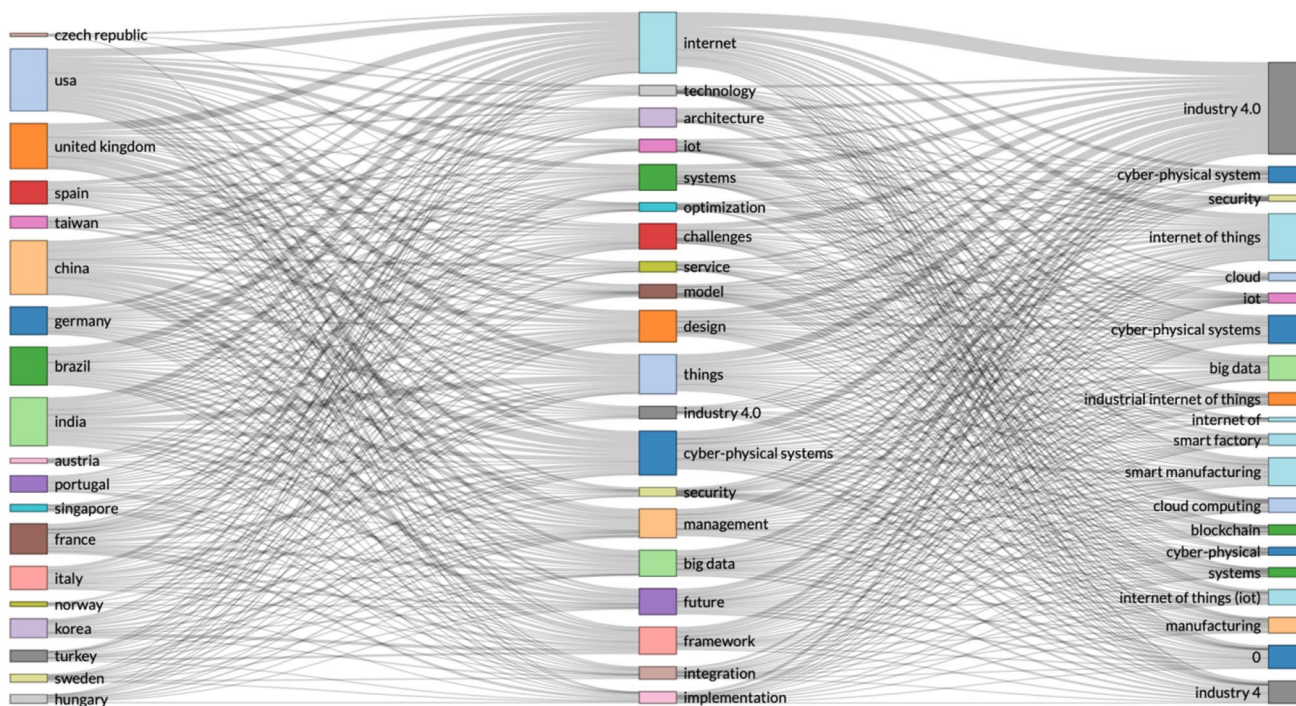 czech republic
usa
united kingdom
spain
taiwan
china
germany
brazil
india
austria
portugal
singapore
france
italy
norway
korea
turkey
sweden
hungary
internet
technology
architecture
iot
systems
optimization
challenges
service
model
design
things
industry 4.0
cyber-physical systems
security
management
big data
future
framework
integration
implementation
industry 4.0
cyber-physical system
security
internet of things
cloud
iot
cyber-physical systems
big data
industrial internet of things
internet of
smart factory
smart manufacturing
cloud computing
blockchain
cyber-physical
systems
internet of things (iot)
manufacturing
0
industry 4